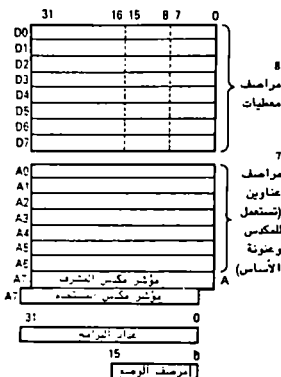 31 16 15 8 7 0
D0
D1
D2
D3
D4
D5
D6
D7
8
مراصف
معطيات
A0
A1
A2
A3
A4
A5
A6
7
مراصف
عناوين
(تستعمل
للمكدس
وعنونة
الأساس)
A7 مؤشر مكدس المشرف A
A7 مؤشر مكدس المستخدم
31 0
عداد البرنامج
15 0
مرصف الوضع